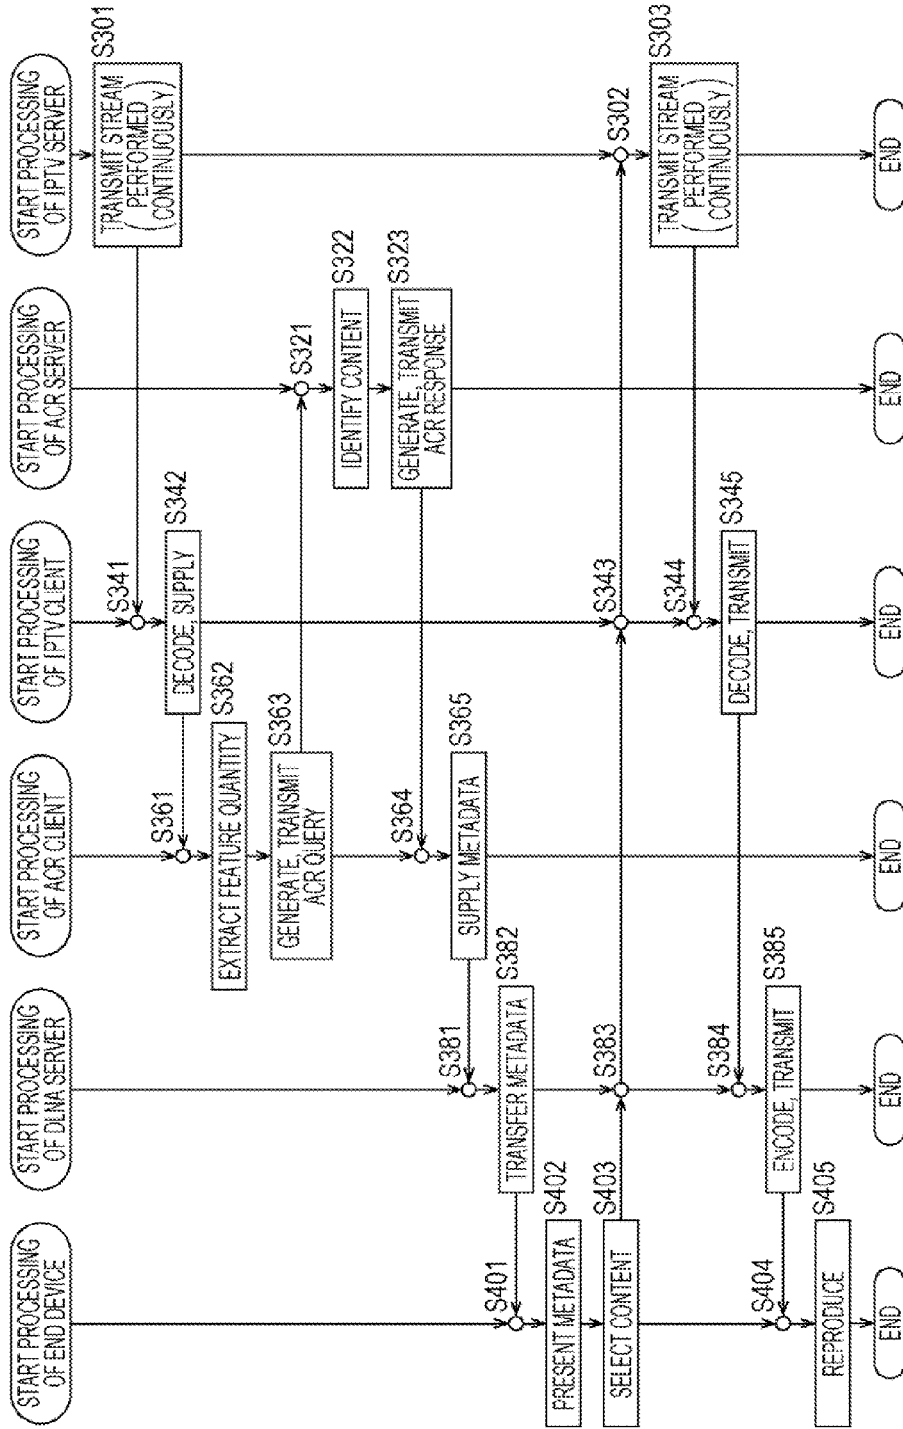 START PROCESSING
OF END DEVICE
START PROCESSING
OF DLNA SERVER
START PROCESSING
OF ACR CLIENT
START PROCESSING
OF IPTV CLIENT
START PROCESSING
OF ACR SERVER
START PROCESSING
OF IPTV SERVER
S301
TRANSMIT STREAM
(PERFORMED
CONTINUOUSLY)
S341
S342
DECODE, SUPPLY
S361
S362
EXTRACT FEATURE QUANTITY
S363
GENERATE, TRANSMIT
ACR QUERY
S321
S322
IDENTIFY CONTENT
S323
GENERATE, TRANSMIT
ACR RESPONSE
S364
S365
SUPPLY METADATA
S381
S382
TRANSFER METADATA
S401
S402
PRESENT METADATA
S403
SELECT CONTENT
S383
S343
S302
S303
TRANSMIT STREAM
(PERFORMED
CONTINUOUSLY)
S344
S345
DECODE, TRANSMIT
S384
S385
ENCODE, TRANSMIT
S404
S405
REPRODUCE
END
END
END
END
END
END